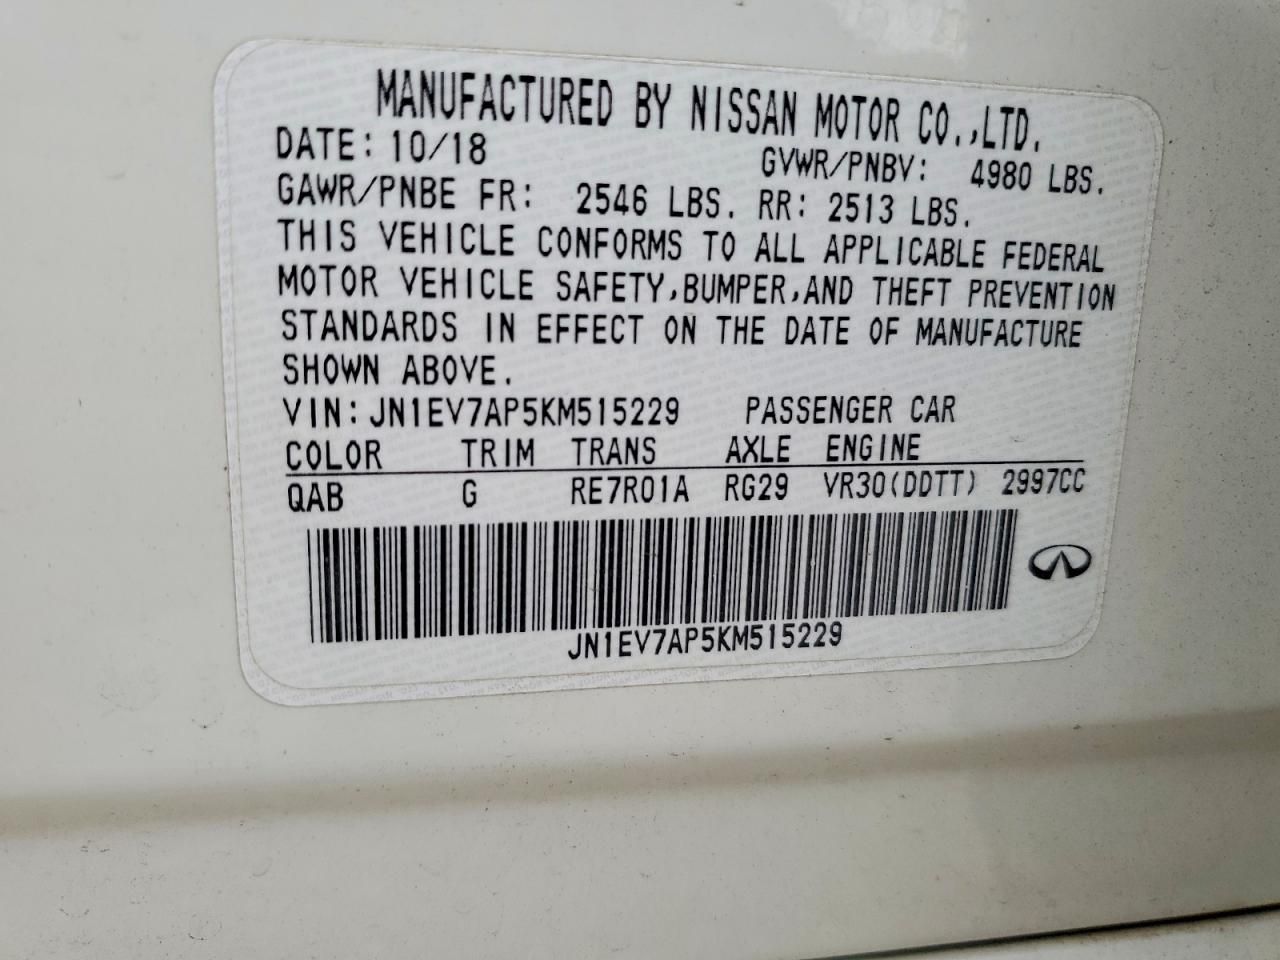 MANUFACTURED BY NISSAN MOTOR CO.,LTD.
DATE: 10/18 GVWR/PNBV: 4980 LBS.
GAWR/PNBE FR: 2546 LBS. RR: 2513 LBS.
THIS VEHICLE CONFORMS TO ALL APPLICABLE FEDERAL
MOTOR VEHICLE SAFETY,BUMPER,AND THEFT PREVENTION
STANDARDS IN EFFECT ON THE DATE OF MANUFACTURE
SHOWN ABOVE.
VIN:JN1EV7AP5KM515229 PASSENGER CAR
COLOR TRIM TRANS AXLE ENGINE
QAB G RE7R01A RG29 VR30(DDTT) 2997CC
JN1EV7AP5KM515229